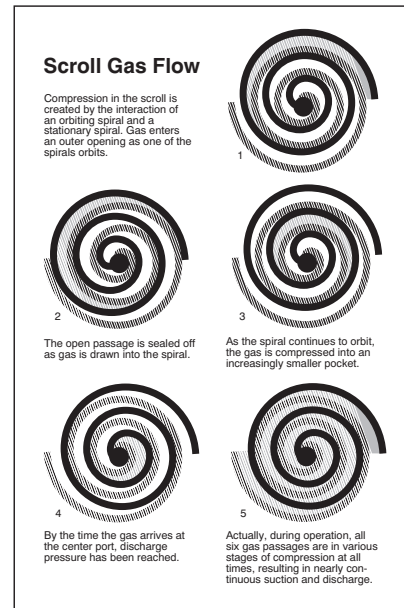 Scroll Gas Flow
Compression in the scroll is
created by the interaction of
an orbiting spiral and a
stationary spiral. Gas enters
an outer opening as one of the
spirals orbits.
1
2
The open passage is sealed off
as gas is drawn into the spiral.
3
As the spiral continues to orbit,
the gas is compressed into an
increasingly smaller pocket.
4
By the time the gas arrives at
the center port, discharge
pressure has been reached.
5
Actually, during operation, all
six gas passages are in various
stages of compression at all
times, resulting in nearly con-
tinuous suction and discharge.